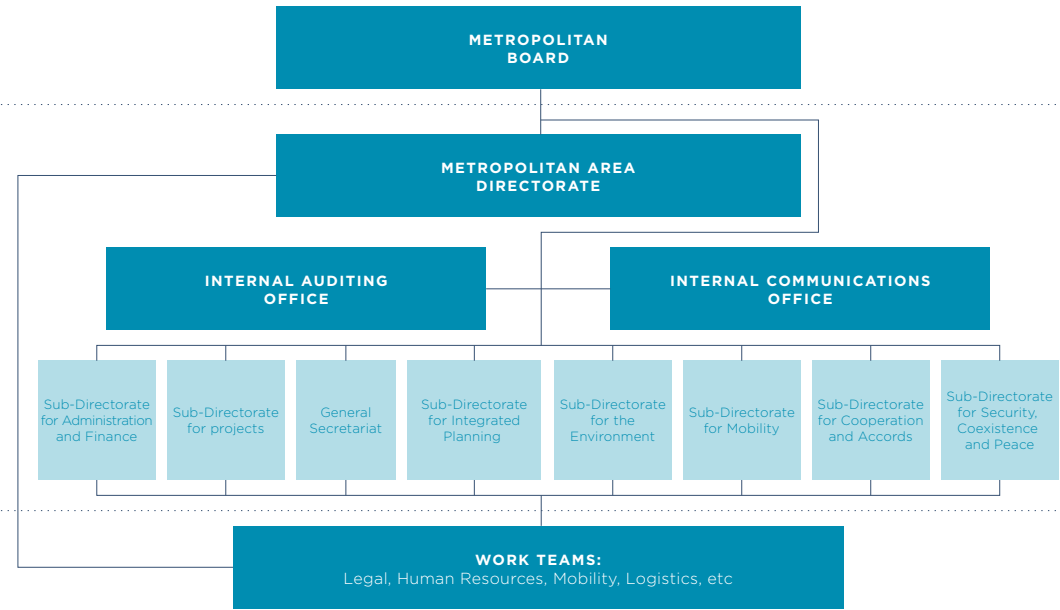 METROPOLITAN
BOARD
METROPOLITAN AREA
DIRECTORATE
INTERNAL AUDITING
OFFICE
INTERNAL COMMUNICATIONS
OFFICE
Sub-Directorate
for Administration
and Finance
Sub-Directorate
for projects
General
Secretariat
Sub-Directorate
for Integrated
Planning
Sub-Directorate
for the
Environment
Sub-Directorate
for Mobility
Sub-Directorate
for Cooperation
and Accords
Sub-Directorate
for Security,
Coexistence
and Peace
WORK TEAMS:
Legal, Human Resources, Mobility, Logistics, etc